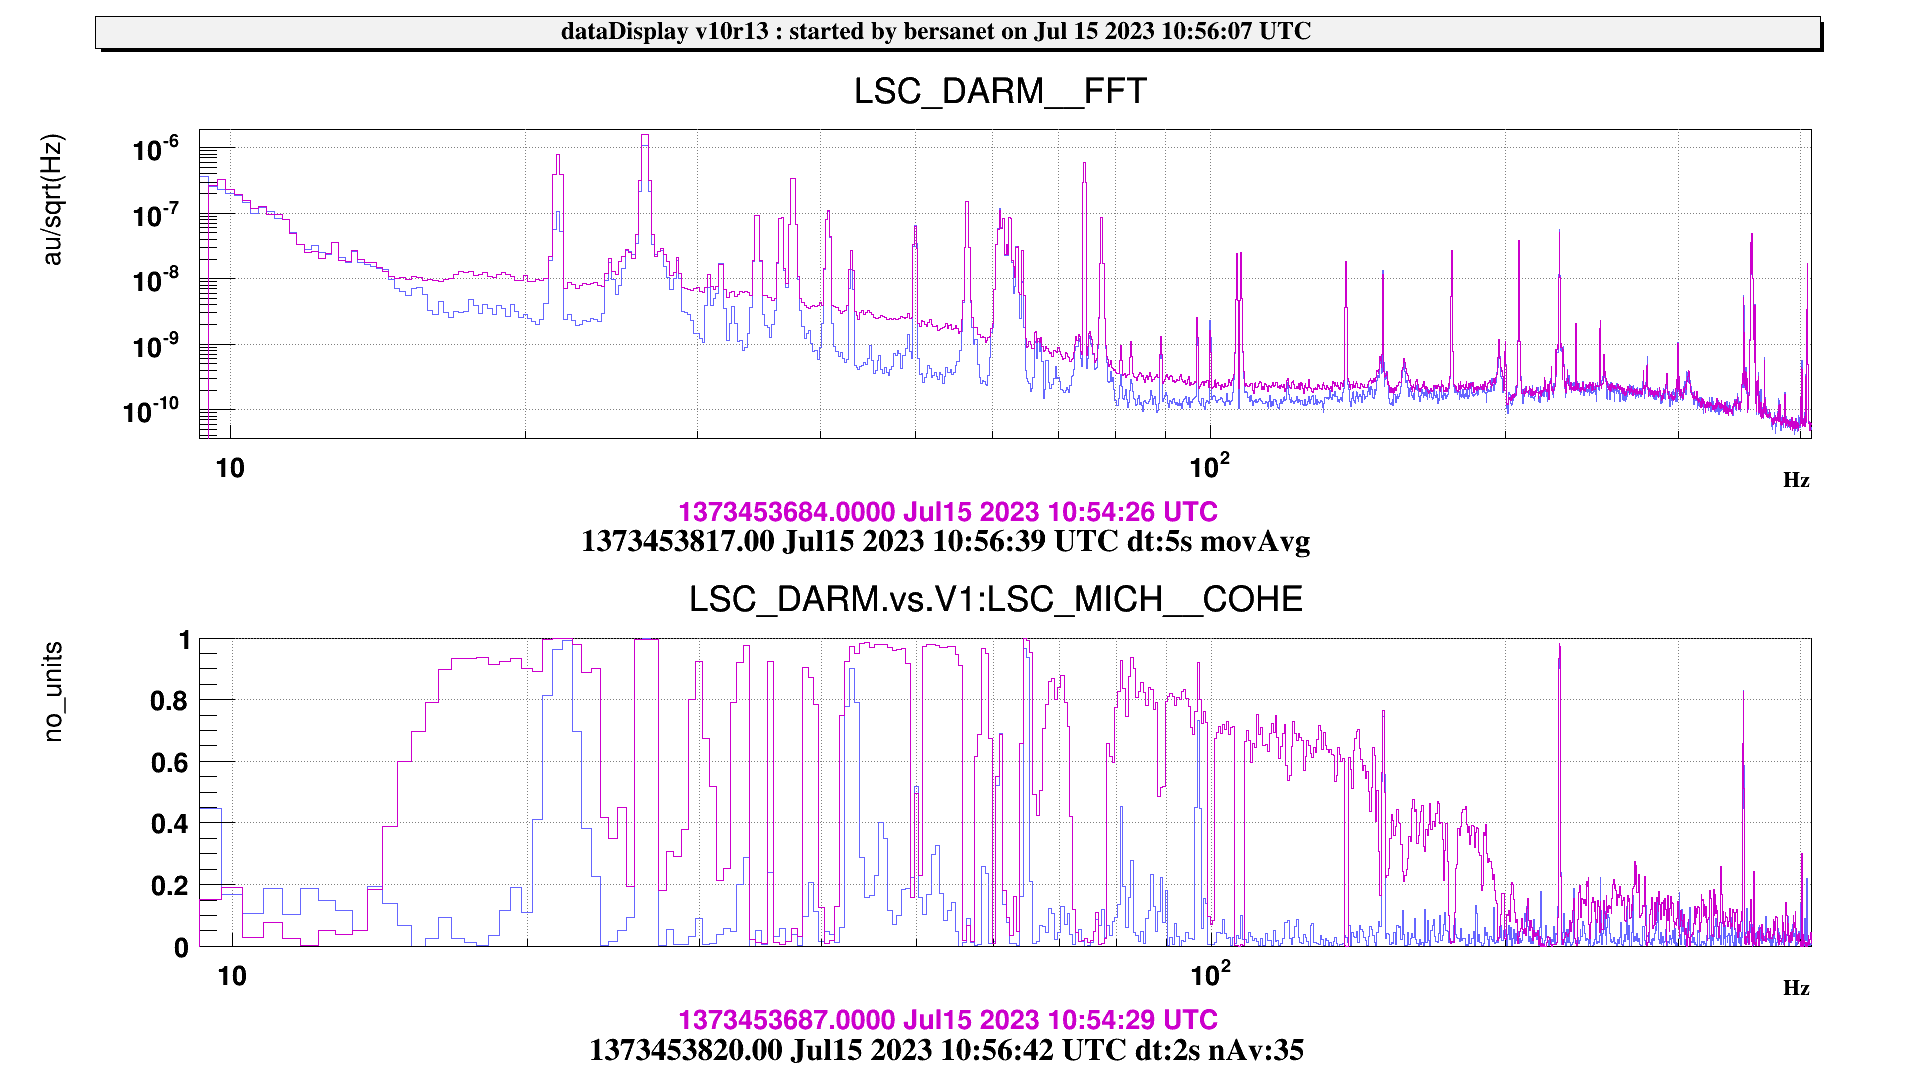 dataDisplay v10r13 : started by bersanet on Jul 15 2023 10:56:07 UTC
LSC_DARM__FFT
au/sqrt(Hz)
10^-6
10^-7
10^-8
10^-9
10^-10
10
10^2
Hz
1373453684.0000 Jul15 2023 10:54:26 UTC
1373453817.00 Jul15 2023 10:56:39 UTC dt:5s movAvg
LSC_DARM.vs.V1:LSC_MICH__COHE
no_units
1
0.8
0.6
0.4
0.2
0
10
10^2
Hz
1373453687.0000 Jul15 2023 10:54:29 UTC
1373453820.00 Jul15 2023 10:56:42 UTC dt:2s nAv:35